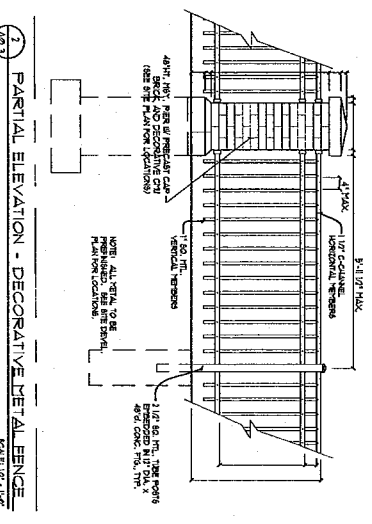 5'-11 1/2" MAX.
4" MAX.
1 1/2" C-CHANNEL
HORIZONTAL MEMBERS
48"HT. MSY. PIER W/ PRECAST CAP -
BRICK AND DECORATIVE CMU
(SEE SITE PLAN FOR LOCATIONS)
1" SQ. MTL.
VERTICAL MEMBERS
2 1/2" SQ. MTL. TUBE POSTS
EMBEDDED IN 12" DIA. X
48"d. CONC. FTG., TYP.
NOTE: ALL METAL TO BE
PREFINISHED. SEE SITE DEVEL.
PLAN FOR LOCATIONS.
2
PARTIAL ELEVATION - DECORATIVE METAL FENCE